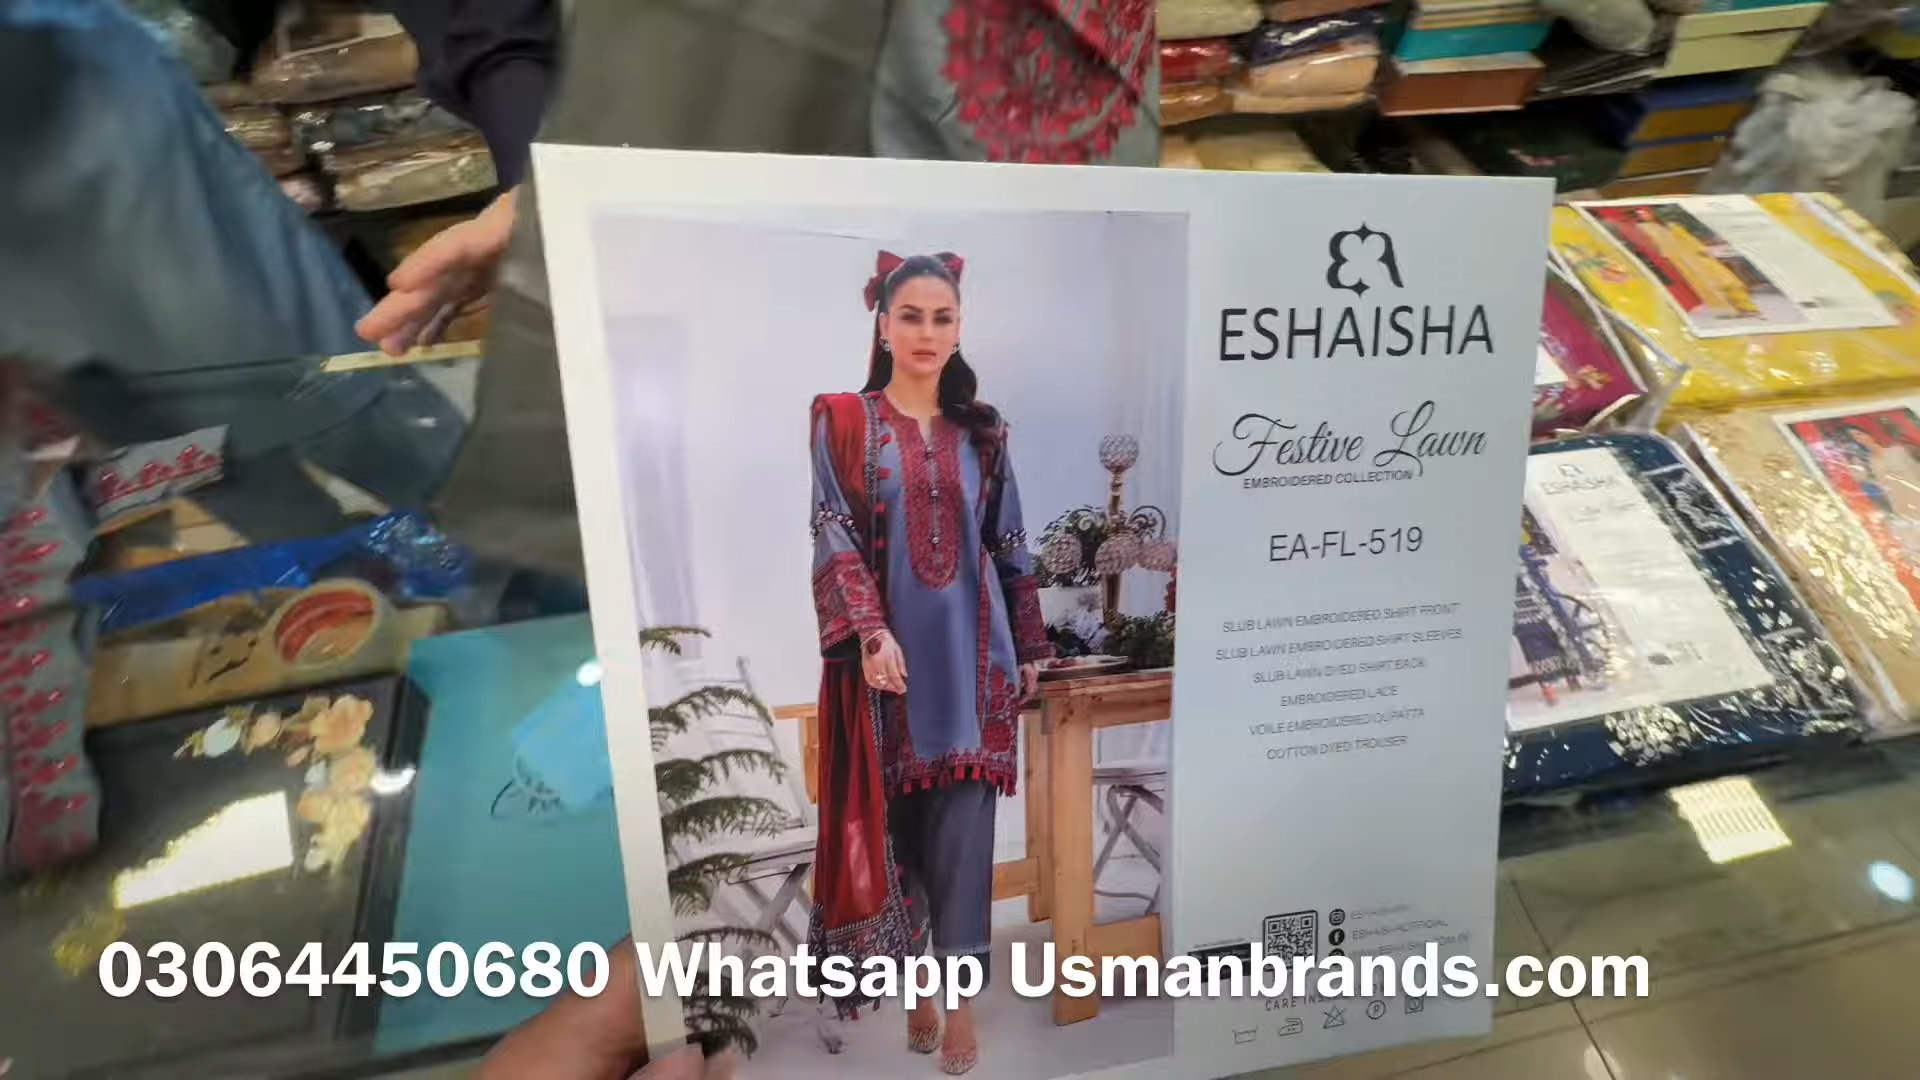 ESHAISHA
Festive Lawn
EMBROIDERED COLLECTION
EA-FL-519
SLUB LAWN EMBROIDERED SHIRT FRONT
SLUB LAWN EMBROIDERED SHIRT SLEEVES
SLUB LAWN DYED SHIRT BACK
EMBROIDERED LACE
VOILE EMBROIDERED DUPATTA
COTTON DYED TROUSER
03064450680 Whatsapp Usmanbrands.com
ESHAISHA